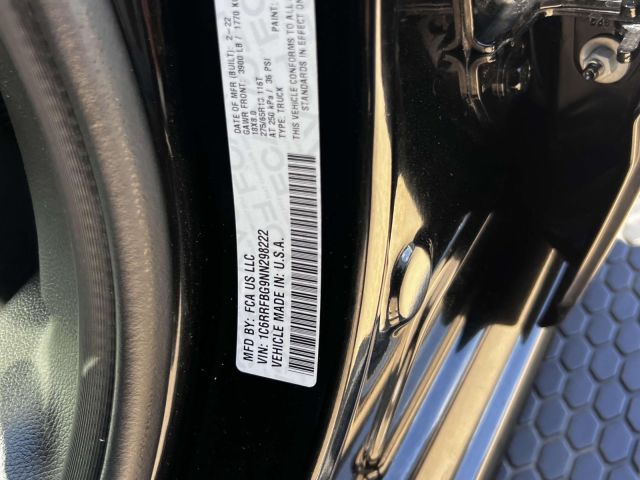 MFD BY: FCA US LLC
VIN: 1C6RRFBG9NN298222
VEHICLE MADE IN: U.S.A.
DATE OF MFR (BUILT): 2-22
GAWR FRONT: 3900 LB / 1770 K
18X8.0
275/65R18 116T
AT 250 kPa / 36 PSI
TYPE: TRUCK
PAINT:
THIS VEHICLE CONFORMS TO ALL
STANDARDS IN EFFECT ON